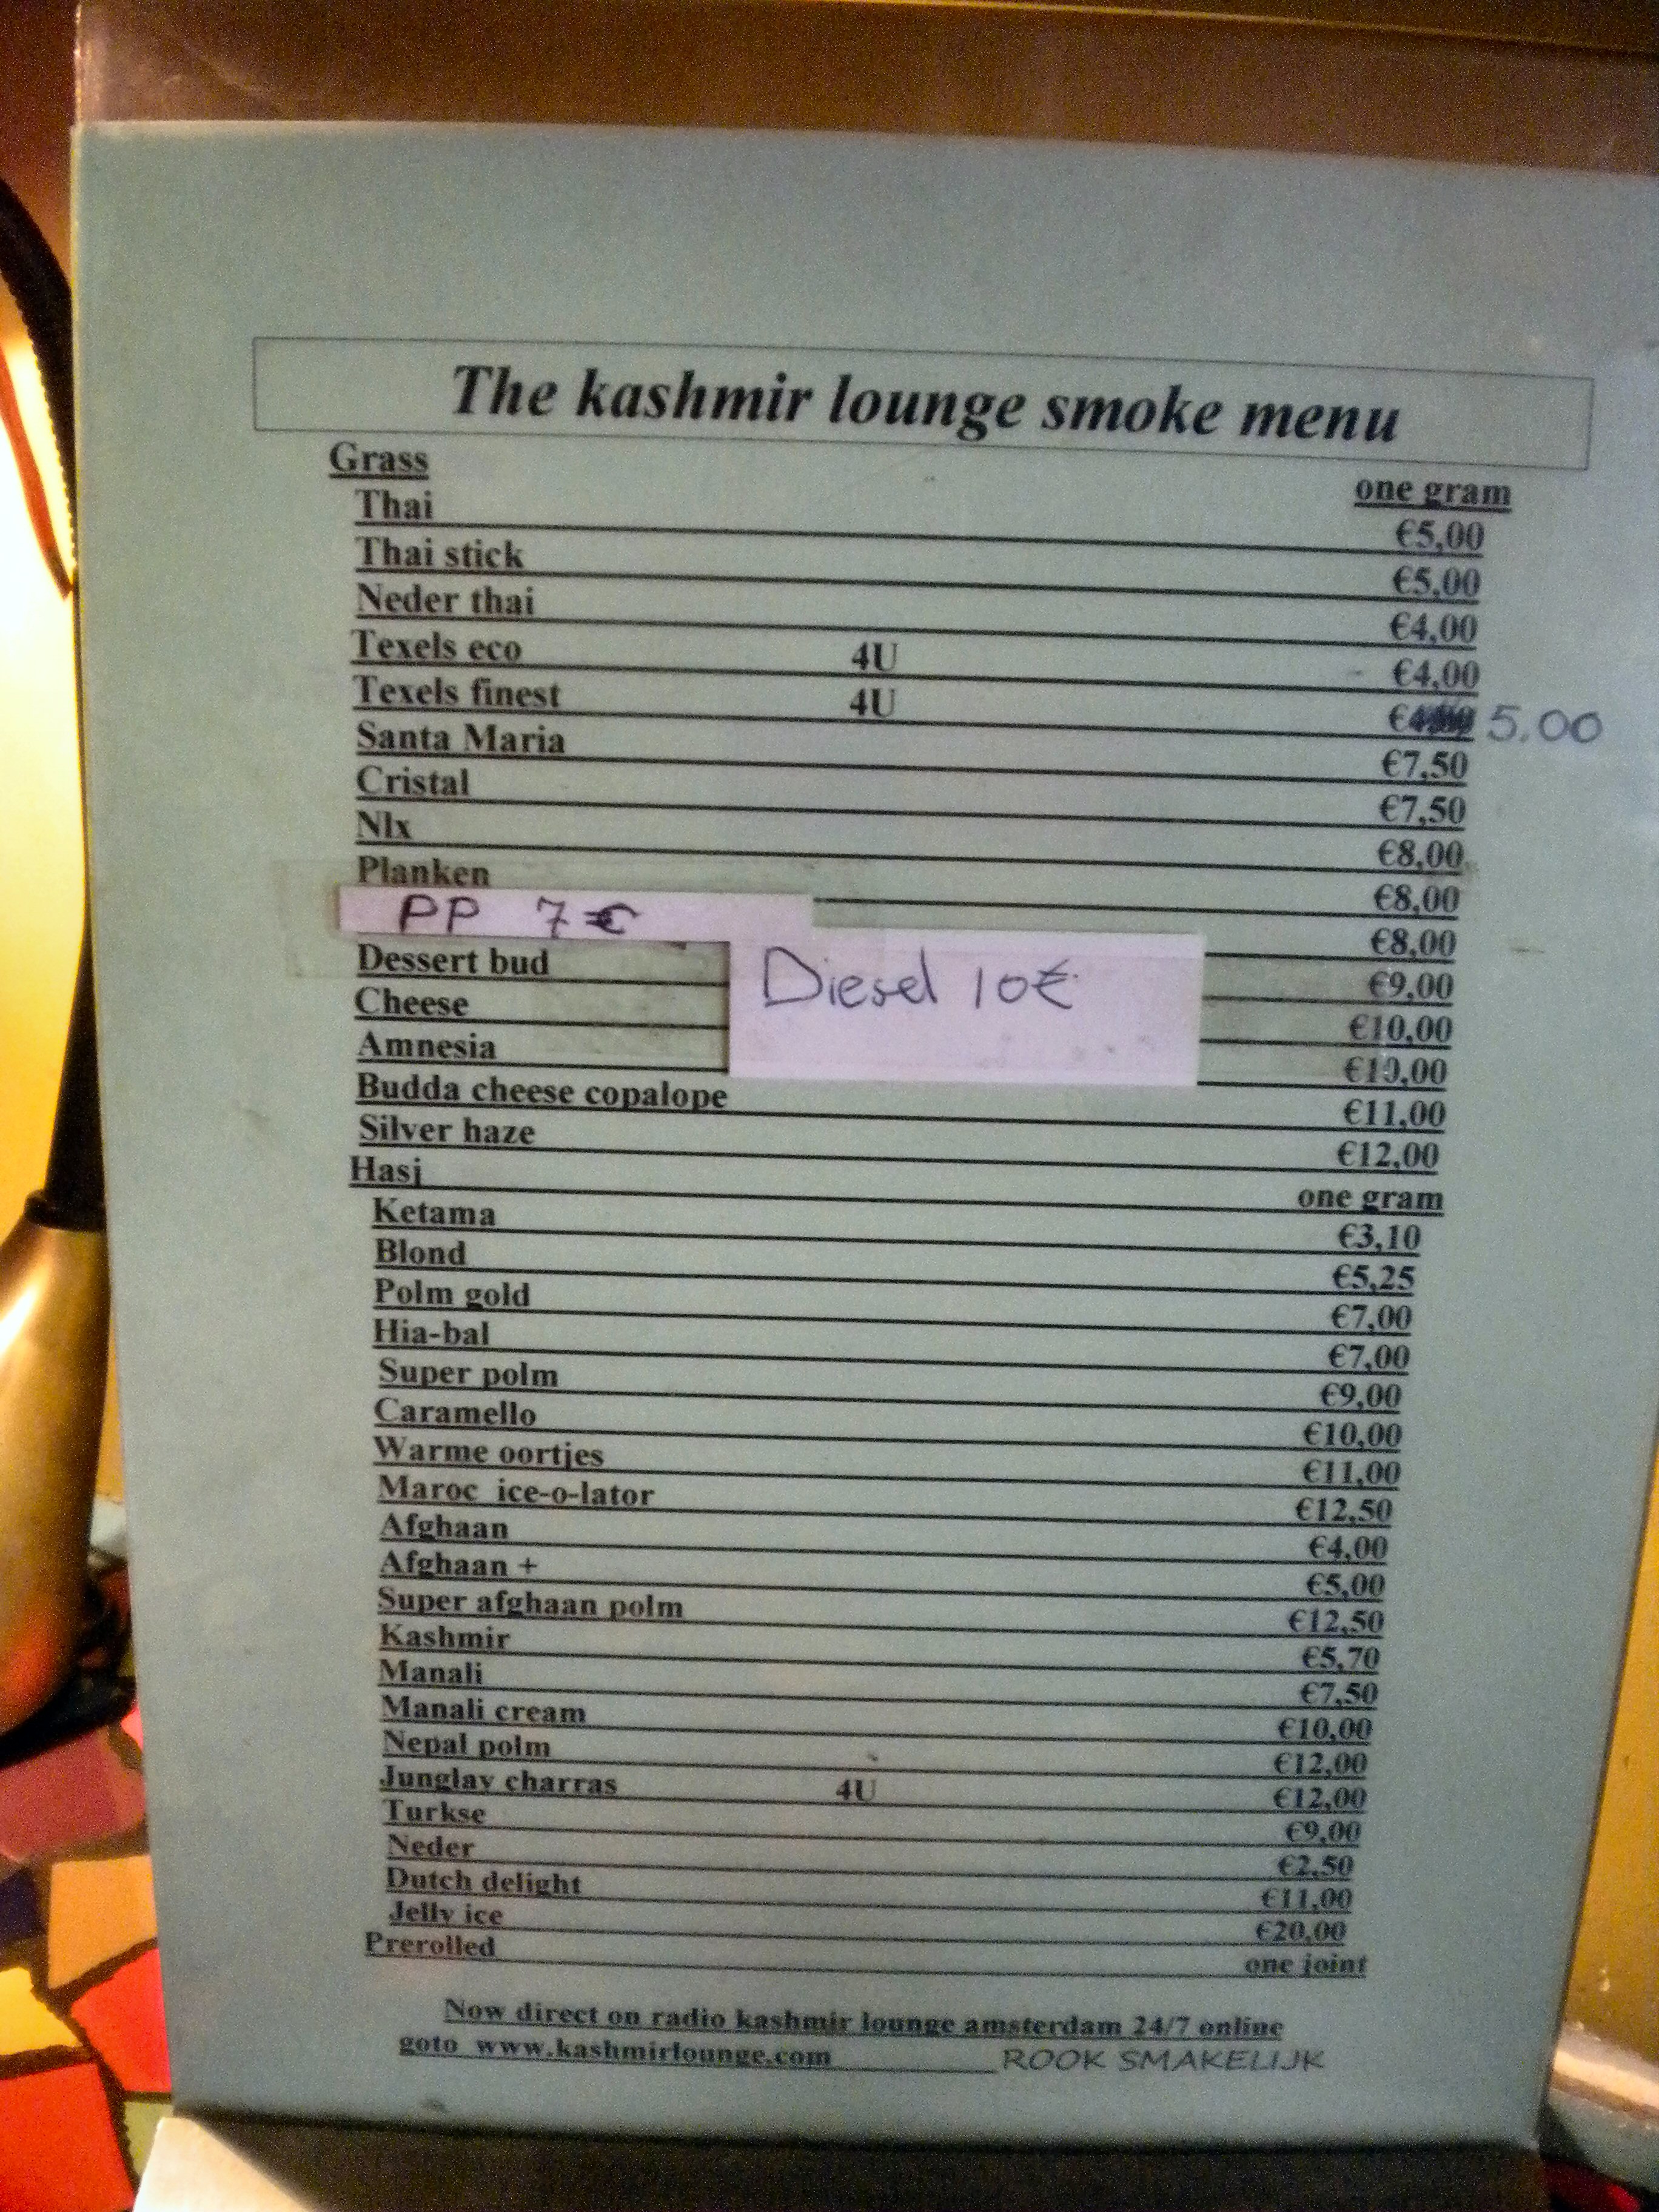 The kashmir lounge smoke menu
Grass one gram
Thai €5,00
Thai stick €5,00
Neder thai €4,00
Texels eco 4U €4,00
Texels finest 4U € 5.00
Santa Maria €7,50
Cristal €7,50
Nlx €8,00
Planken €8,00
PP 7€ €8,00
Dessert bud €9,00
Diesel 10€
Cheese €10,00
Amnesia €10,00
Budda cheese copalope €11,00
Silver haze €12,00
Hasj one gram
Ketama €3,10
Blond €5,25
Polm gold €7,00
Hia-bal €7,00
Super polm €9,00
Caramello €10,00
Warme oortjes €11,00
Maroc ice-o-lator €12,50
Afghaan €4,00
Afghaan + €5,00
Super afghaan polm €12,50
Kashmir €5,70
Manali €7,50
Manali cream €10,00
Nepal polm €12,00
Junglay charras 4U €12,00
Turkse €9,00
Neder €2,50
Dutch delight €11,00
Jelly ice €20,00
Prerolled one joint
Now direct on radio kashmir lounge amsterdam 24/7 online
goto www.kashmirlounge.com ROOK SMAKELIJK